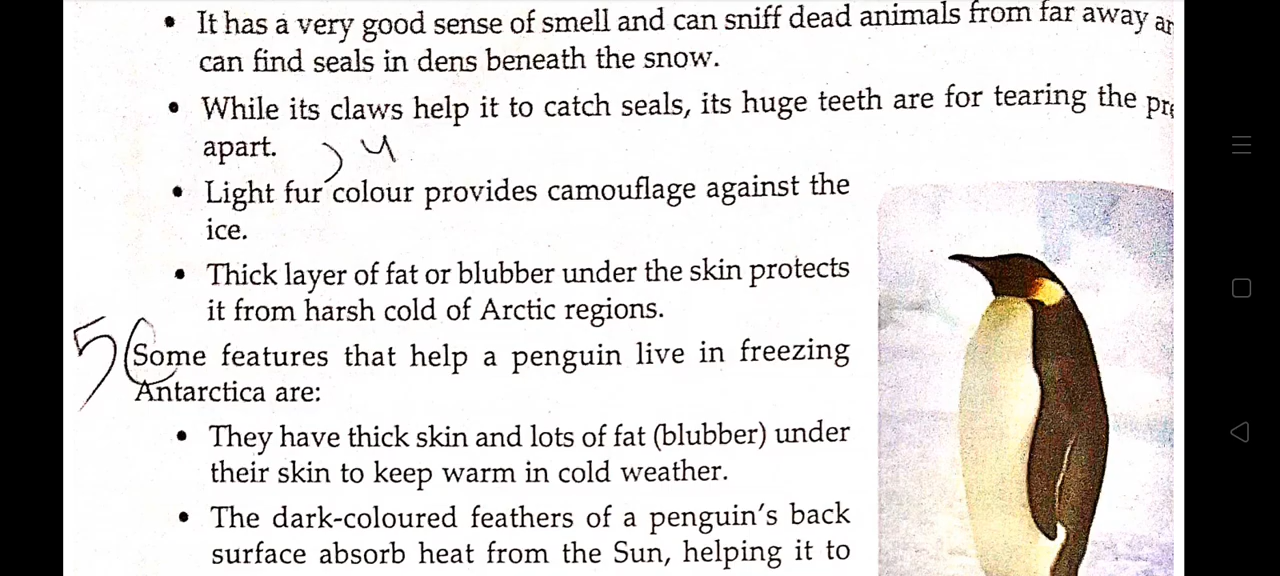 • It has a very good sense of smell and can sniff dead animals from far away
can find seals in dens beneath the snow.
• While its claws help it to catch seals, its huge teeth are for tearing the
apart.
• Light fur colour provides camouflage against the
ice.
• Thick layer of fat or blubber under the skin protects
it from harsh cold of Arctic regions.
Some features that help a penguin live in freezing
Antarctica are:
• They have thick skin and lots of fat (blubber) under
their skin to keep warm in cold weather.
• The dark-coloured feathers of a penguin's back
surface absorb heat from the Sun, helping it to